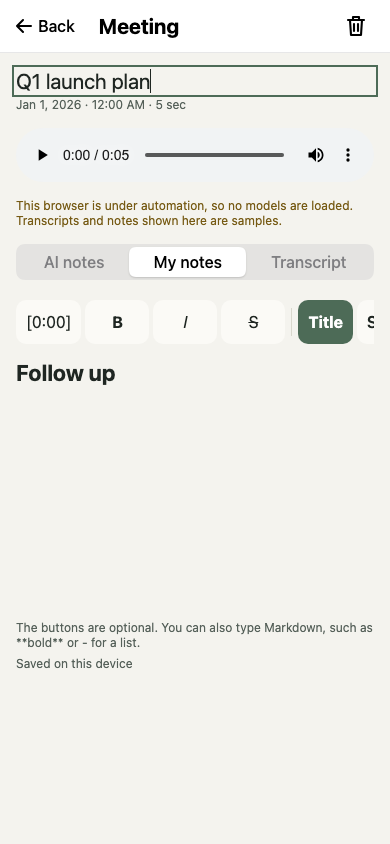 Back
Meeting
Q1 launch plan
Jan 1, 2026 · 12:00 AM · 5 sec
0:00 / 0:05
This browser is under automation, so no models are loaded.
Transcripts and notes shown here are samples.
AI notes
My notes
Transcript
[0:00]
B
I
S
Title
S
Follow up
The buttons are optional. You can also type Markdown, such as
**bold** or - for a list.
Saved on this device